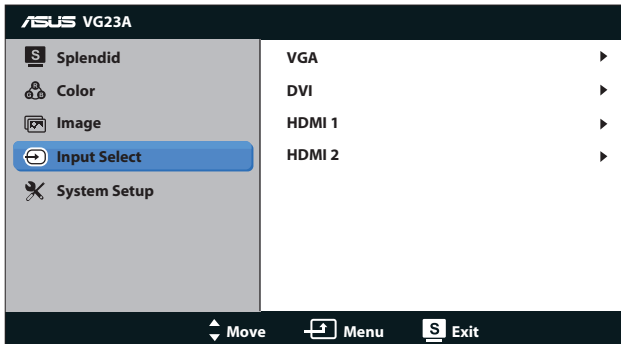 ASUS VG23A
S Splendid
Color
Image
Input Select
System Setup
VGA
DVI
HDMI 1
HDMI 2
Move Menu S Exit